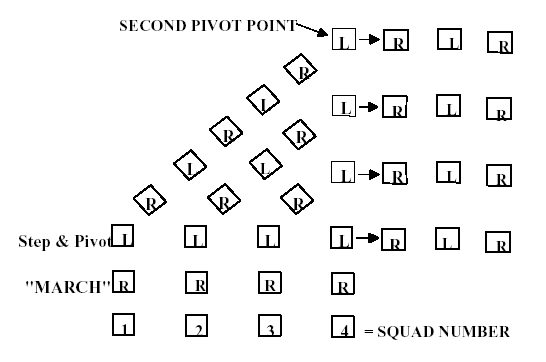 SECOND PIVOT POINT
L R L R
R
L L R L R
R R
L L L R L R
R R R
Step & Pivot L L L L R L R
"MARCH" R R R R
1 2 3 4 = SQUAD NUMBER